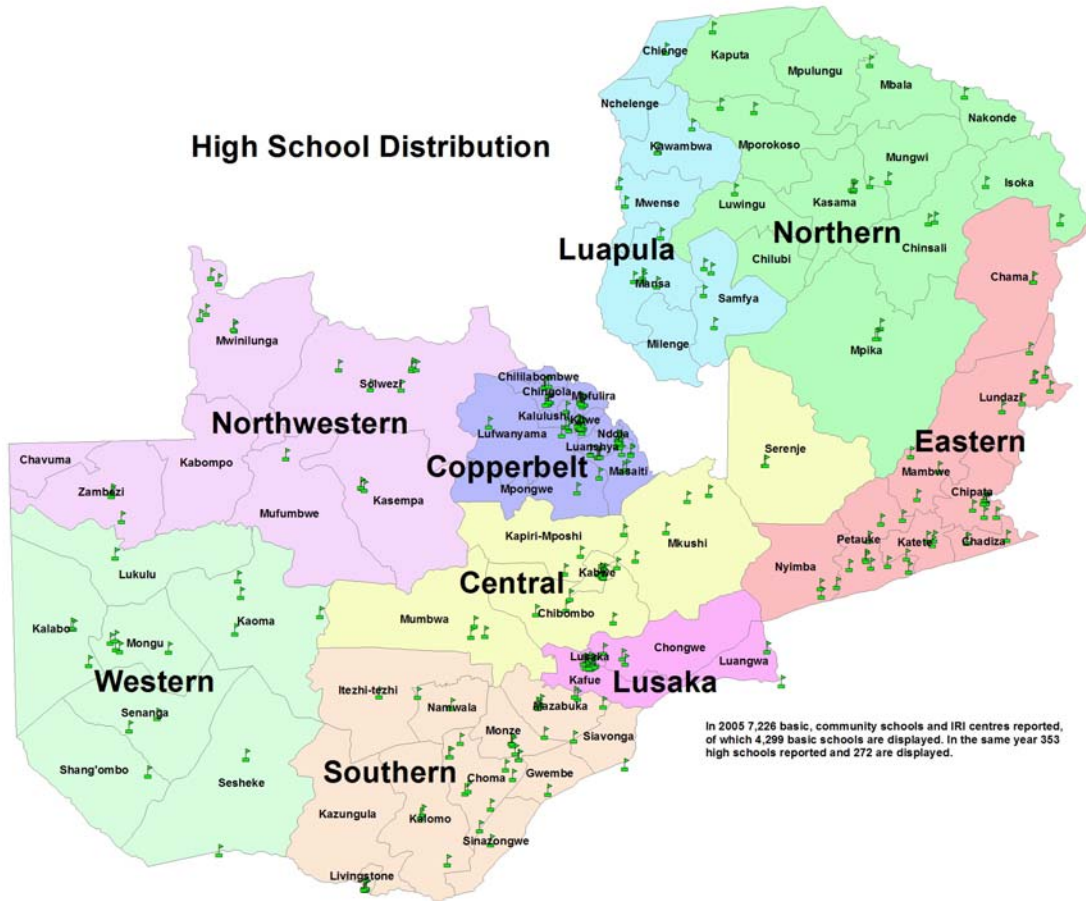 High School Distribution
Chienge
Kaputa
Mpulungu
Mbala
Nchelenge
Nakonde
Kawambwa
Mporokoso
Mungwi
Isoka
Mwense
Luwingu
Kasama
Northern
Luapula
Chilubi
Chinsali
Mansa
Samfya
Chama
Milenge
Mpika
Mwinilunga
Solwezi
Chililabombwe
Chingola
Mufulira
Northwestern
Kalulushi
Kitwe
Lufwanyama
Ndola
Luanshya
Copperbelt
Masaiti
Mpongwe
Lundazi
Eastern
Serenje
Mambwe
Chipata
Chavuma
Kabompo
Zambezi
Kasempa
Mufumbwe
Kapiri-Mposhi
Mkushi
Petauke
Katete
Chadiza
Nyimba
Lukulu
Central
Kabwe
Chibombo
Mumbwa
Kalabo
Kaoma
Mongu
Western
Chongwe
Lusaka
Luangwa
Kafue
Lusaka
Itezhi-tezhi
Namwala
Mazabuka
Senanga
Monze
Siavonga
Shang'ombo
Sesheke
Southern
Choma
Gwembe
Kazungula
Kalomo
Sinazongwe
Livingstone
In 2005 7,226 basic, community schools and IRI centres reported,
of which 4,299 basic schools are displayed. In the same year 353
high schools reported and 272 are displayed.